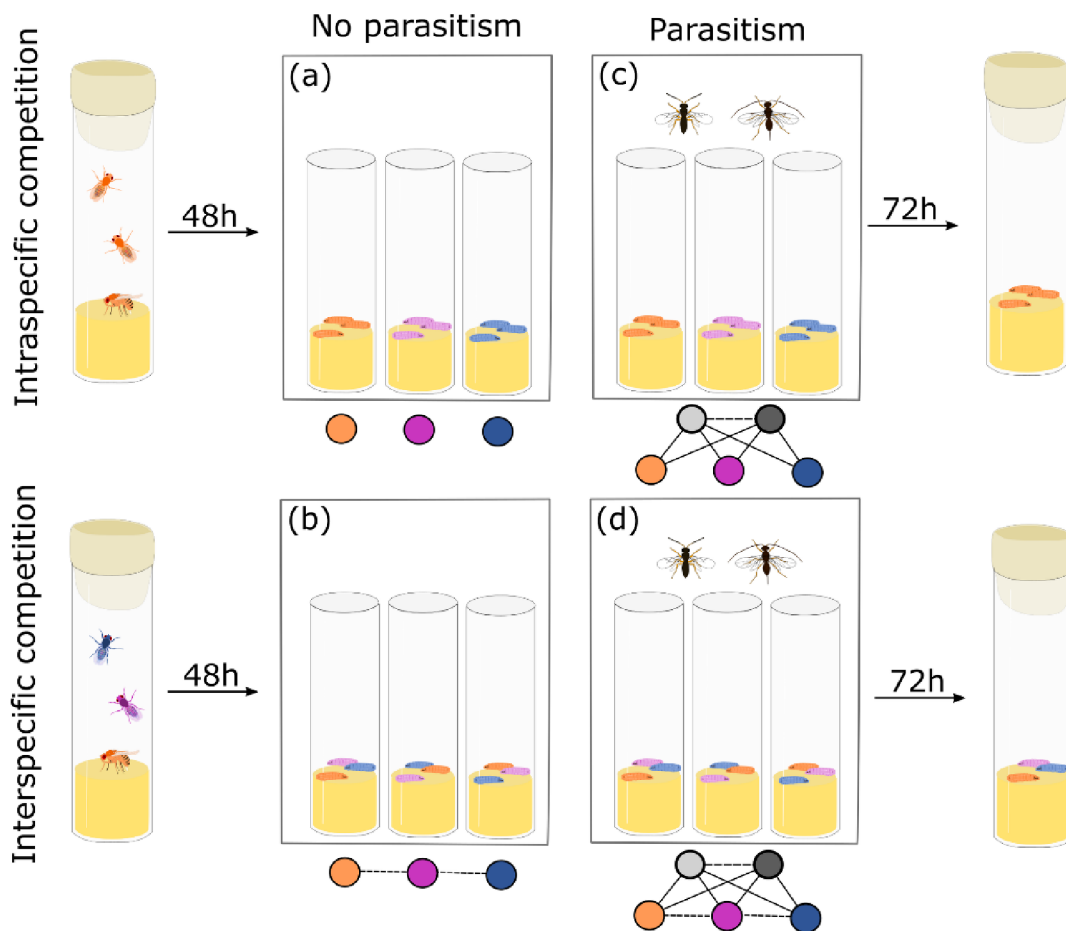 No parasitism
Parasitism
Intraspecific competition
(a)
(c)
48h
72h
Interspecific competition
(b)
(d)
48h
72h